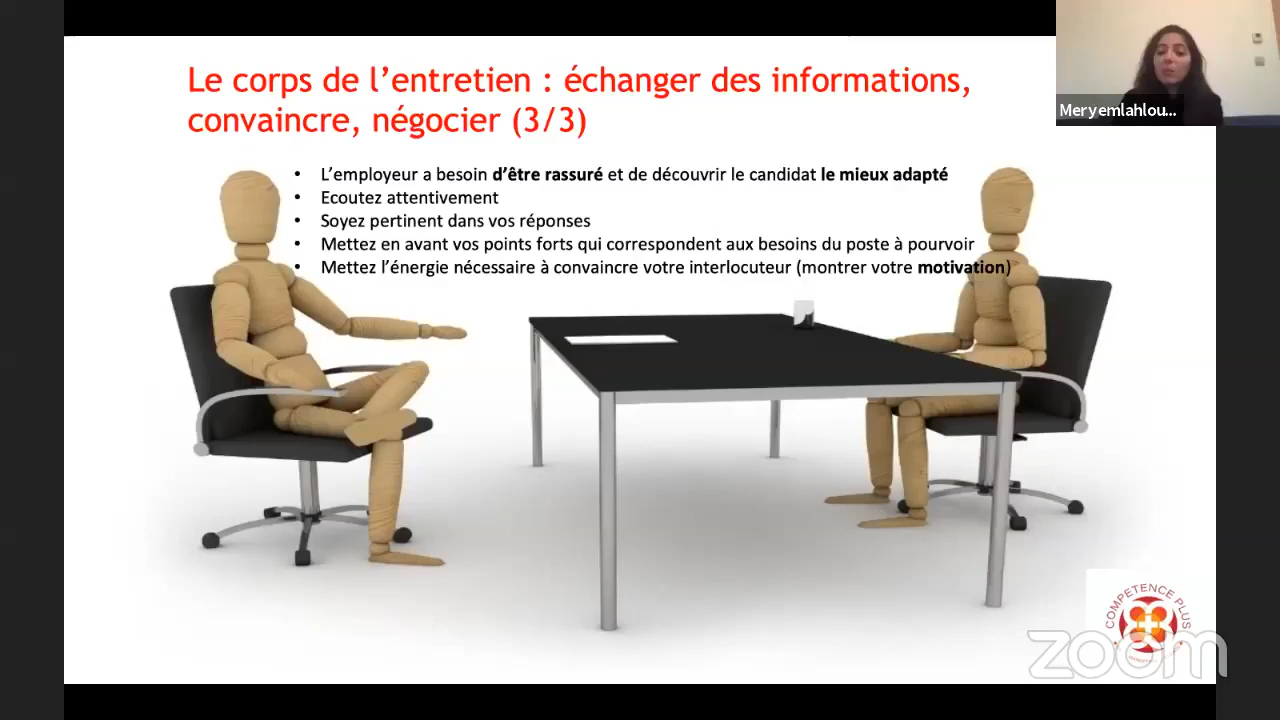 Le corps de l’entretien : échanger des informations,
convaincre, négocier (3/3)
Meryemlahlou...
• L’employeur a besoin d’être rassuré et de découvrir le candidat le mieux adapté
• Ecoutez attentivement
• Soyez pertinent dans vos réponses
• Mettez en avant vos points forts qui correspondent aux besoins du poste à pourvoir
• Mettez l’énergie nécessaire à convaincre votre interlocuteur (montrer votre motivation)
COMPETENCE PLUS
zoom